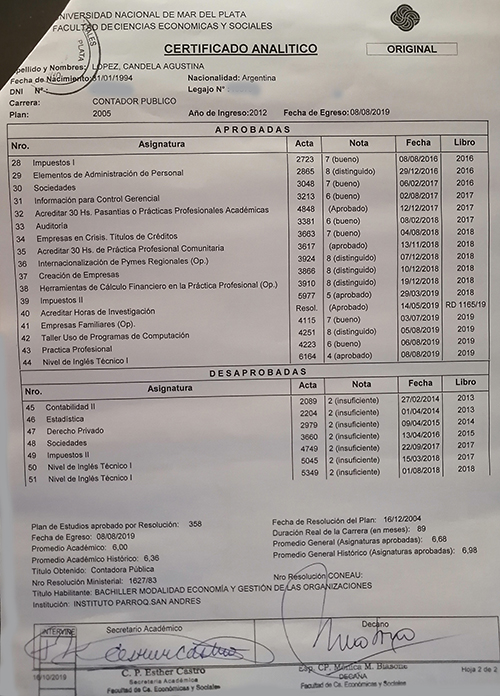 UNIVERSIDAD NACIONAL DE MAR DEL PLATA
FACULTAD DE CIENCIAS ECONOMICAS Y SOCIALES
CERTIFICADO ANALITICO
ORIGINAL
Apellido y Nombres: LÓPEZ, CANDELA AGUSTINA
Fecha de Nacimiento: 31/01/1994 Nacionalidad: Argentina
DNI N°: Legajo N°
Carrera: CONTADOR PUBLICO
Plan: 2005 Año de Ingreso: 2012 Fecha de Egreso: 08/08/2019
APROBADAS
Nro. Asignatura Acta Nota Fecha Libro
28 Impuestos I 2723 7 (bueno) 08/08/2016 2016
29 Elementos de Administración de Personal 2865 8 (distinguido) 29/12/2016 2016
30 Sociedades 3048 7 (bueno) 06/02/2017 2017
31 Información para Control Gerencial 3213 6 (bueno) 02/08/2017 2017
32 Acreditar 30 Hs. Pasantías o Prácticas Profesionales Académicas 4848 (Aprobado) 12/12/2017 2017
33 Auditoria 3381 6 (bueno) 08/02/2018 2017
34 Empresas en Crisis. Titulos de Créditos 3663 7 (bueno) 04/08/2018 2018
35 Acreditar 30 Hs. de Práctica Profesional Comunitaria 3617 (aprobado) 13/11/2018 2018
36 Internacionalización de Pymes Regionales (Op.) 3924 8 (distinguido) 07/12/2018 2018
37 Creación de Empresas 3866 8 (distinguido) 10/12/2018 2018
38 Herramientas de Cálculo Financiero en la Práctica Profesional (Op.) 3910 8 (distinguido) 19/12/2018 2018
39 Impuestos II 5977 5 (aprobado) 29/03/2019 2018
40 Acreditar Horas de Investigación Resol. (Aprobado) 14/05/2019 RD 1165/19
41 Empresas Familiares (Op). 4115 7 (bueno) 03/07/2019 2019
42 Taller Uso de Programas de Computación 4251 8 (distinguido) 05/08/2019 2019
43 Practica Profesional 4223 6 (bueno) 06/08/2019 2019
44 Nivel de Inglés Técnico I 6164 4 (aprobado) 08/08/2019 2019
DESAPROBADAS
Nro. Asignatura Acta Nota Fecha Libro
45 Contabilidad II 2089 2 (insuficiente) 27/02/2014 2013
46 Estadística 2204 2 (insuficiente) 01/04/2014 2013
47 Derecho Privado 2979 2 (insuficiente) 09/04/2015 2014
48 Sociedades 3660 2 (insuficiente) 13/04/2016 2015
49 Impuestos II 4749 2 (insuficiente) 22/09/2017 2017
50 Nivel de Inglés Técnico I 5045 2 (insuficiente) 15/03/2018 2017
51 Nivel de Inglés Técnico I 5349 2 (insuficiente) 01/08/2018 2018
Plan de Estudios aprobado por Resolución: 358 Fecha de Resolución del Plan: 16/12/2004
Fecha de Egreso: 08/08/2019 Duración Real de la Carrera (en meses): 89
Promedio Académico: 6,00 Promedio General (Asignaturas aprobadas): 6,68
Promedio Académico Histórico: 6,36 Promedio General Histórico (Asignaturas aprobadas): 6,98
Titulo Obtenido: Contadora Pública
Nro Resolución Ministerial: 1627/83 Nro Resolución CONEAU:
Titulo Habilitante: BACHILLER MODALIDAD ECONOMÍA Y GESTIÓN DE LAS ORGANIZACIONES
Institución: INSTITUTO PARROQ SAN ANDRES
INTERVINE Secretario Académico Decano
C. P. Esther Castro
Secretaria Académica
Facultad de Cs. Económicas y Sociales
Esp. CP. Mónica M. Biasone
DECANA
Facultad de Cs. Económicas y Sociales
/10/2019 Hoja 2 de 2